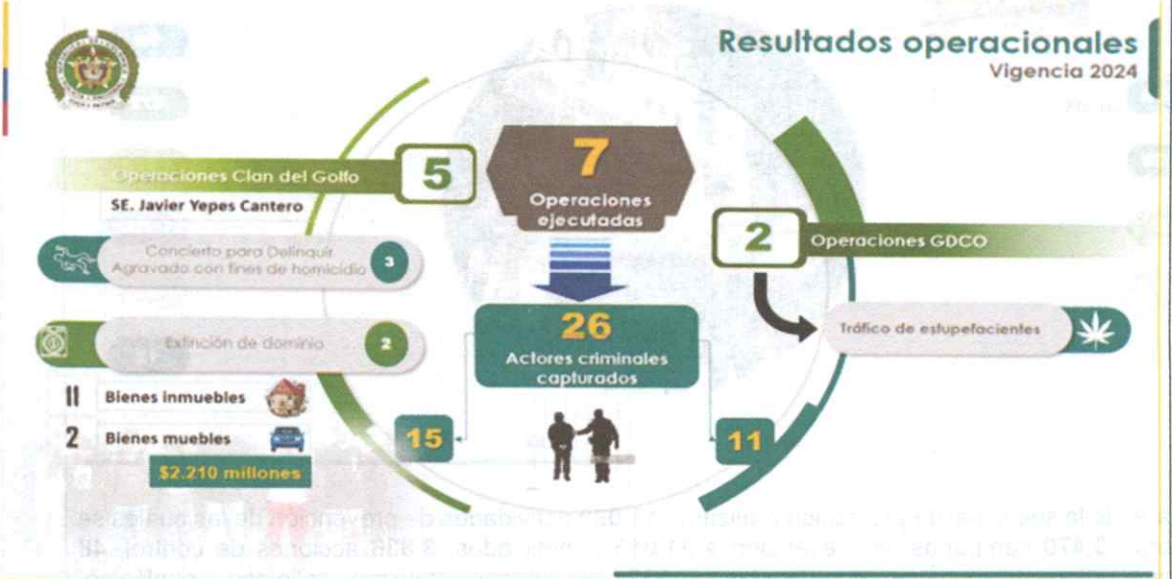 Resultados operacionales
Vigencia 2024
Operaciones Clan del Golfo
5
SE. Javier Yepes Cantero
Concierto para Delinquir
Agravado con fines de homicidio
3
Extinción de dominio
2
11 Bienes inmuebles
2 Bienes muebles
$2.210 millones
7
Operaciones
ejecutadas
26
Actores criminales
capturados
15
11
2
Operaciones GDCO
Tráfico de estupefacientes